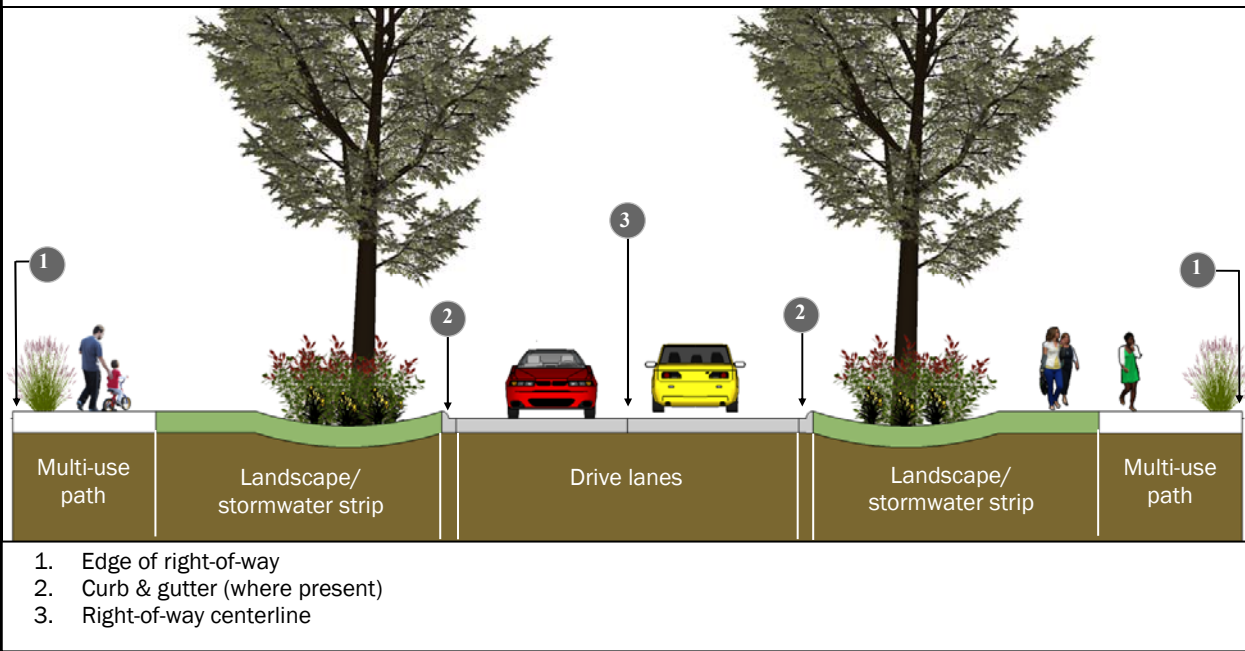 3
1
1
2
2
Multi-use
path
Landscape/
stormwater strip
Drive lanes
Landscape/
stormwater strip
Multi-use
path
1. Edge of right-of-way
2. Curb & gutter (where present)
3. Right-of-way centerline